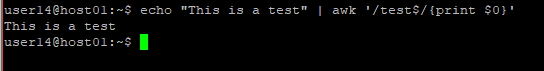 user14@host01:~$ echo "This is a test" | awk '/test$/{print $0}'
This is a test
user14@host01:~$